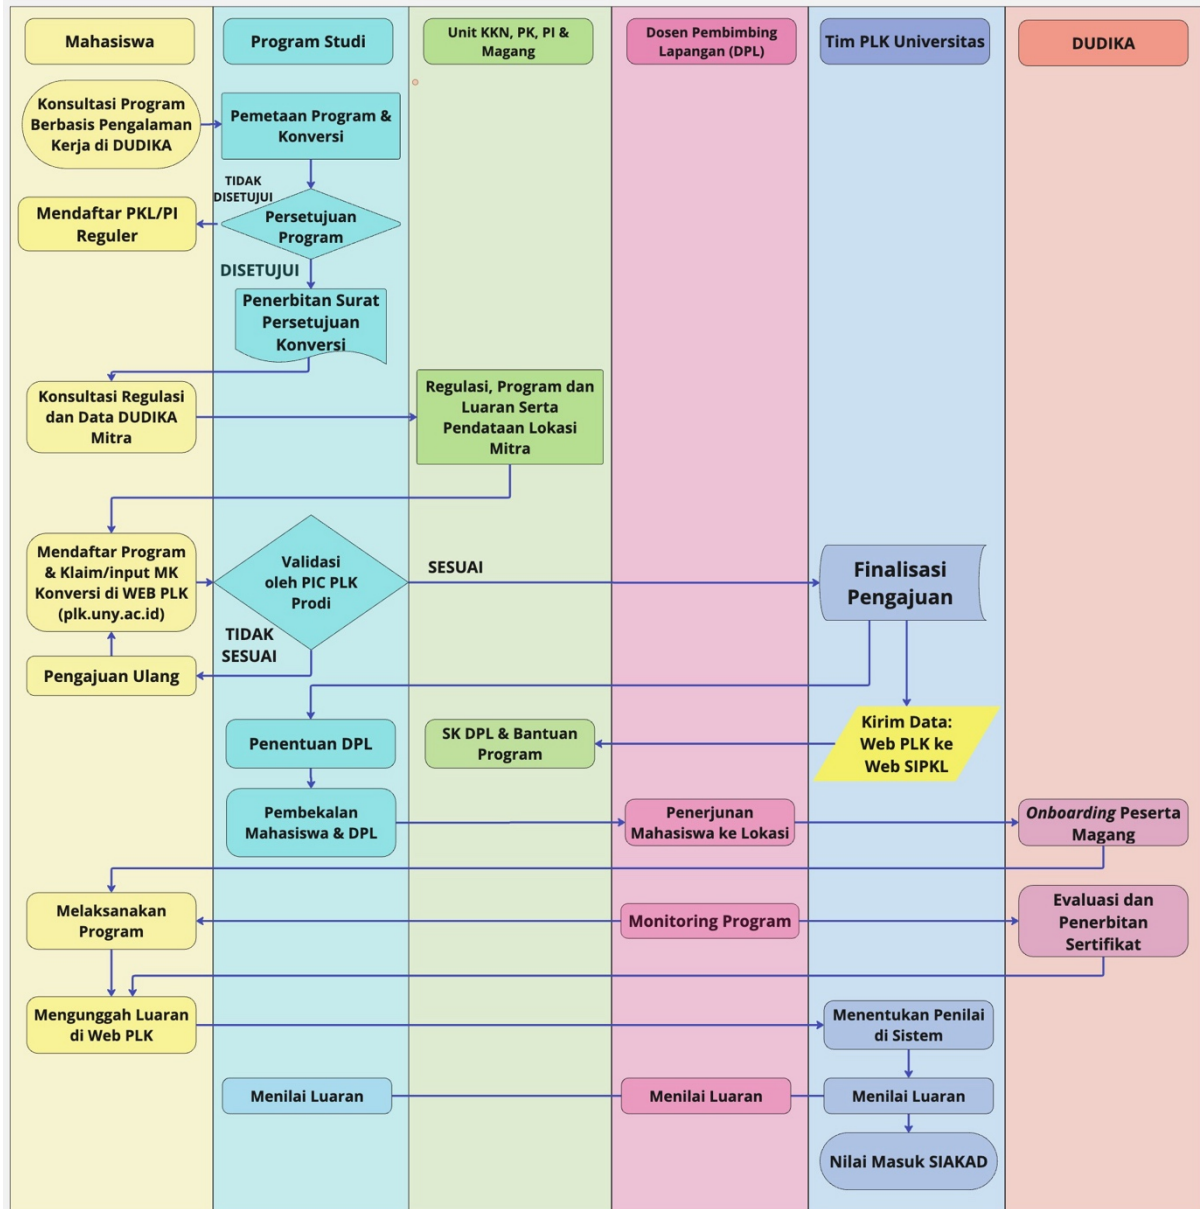 Mahasiswa
Program Studi
Unit KKN, PK, PI &
Magang
Dosen Pembimbing
Lapangan (DPL)
Tim PLK Universitas
DUDIKA
Konsultasi Program
Berbasis Pengalaman
Kerja di DUDIKA
Pemetaan Program &
Konversi
TIDAK
DISETUJUI
Mendaftar PKL/PI
Reguler
Persetujuan
Program
DISETUJUI
Penerbitan Surat
Persetujuan
Konversi
Konsultasi Regulasi
dan Data DUDIKA
Mitra
Regulasi, Program dan
Luaran Serta
Pendataan Lokasi
Mitra
Mendaftar Program
& Klaim/input MK
Konversi di WEB PLK
(plk.uny.ac.id)
Validasi
oleh PIC PLK
Prodi
SESUAI
Finalisasi
Pengajuan
TIDAK
SESUAI
Pengajuan Ulang
Penentuan DPL
SK DPL & Bantuan
Program
Kirim Data:
Web PLK ke
Web SIPKL
Pembekalan
Mahasiswa & DPL
Penerjunan
Mahasiswa ke Lokasi
Onboarding Peserta
Magang
Melaksanakan
Program
Monitoring Program
Evaluasi dan
Penerbitan
Sertifikat
Mengunggah Luaran
di Web PLK
Menentukan Penilai
di Sistem
Menilai Luaran
Menilai Luaran
Menilai Luaran
Nilai Masuk SIAKAD